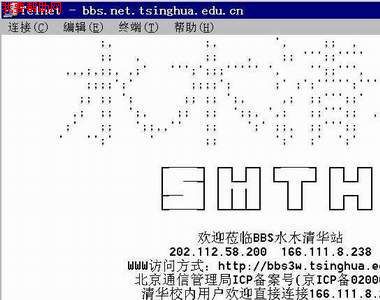 Telnet - bbs.net.tsinghua.edu.cn
连接(C) 编辑(E) 终端(T) 帮助(H)
水木清
SMTH
欢迎莅临BBS水木清华站
202.112.58.200 166.111.8.238
WWW访问方式: http://bbs3w.tsinghua.ed
北京通信管理局ICP备案号(京ICP备0200
清华校内用户欢迎直接连接166.111.8